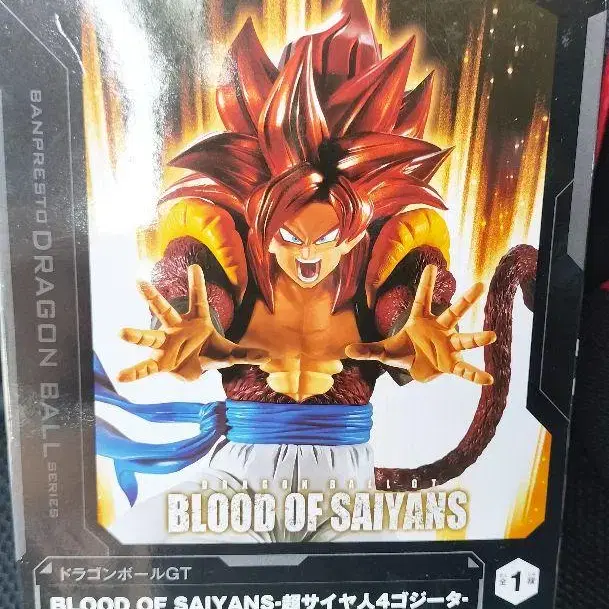 BANPRESTO DRAGON BALL SERIES
DRAGON BALL GT
BLOOD OF SAIYANS
ドラゴンボールGT
全1種
BLOOD OF SAIYANS-超サイヤ人4ゴジータ-